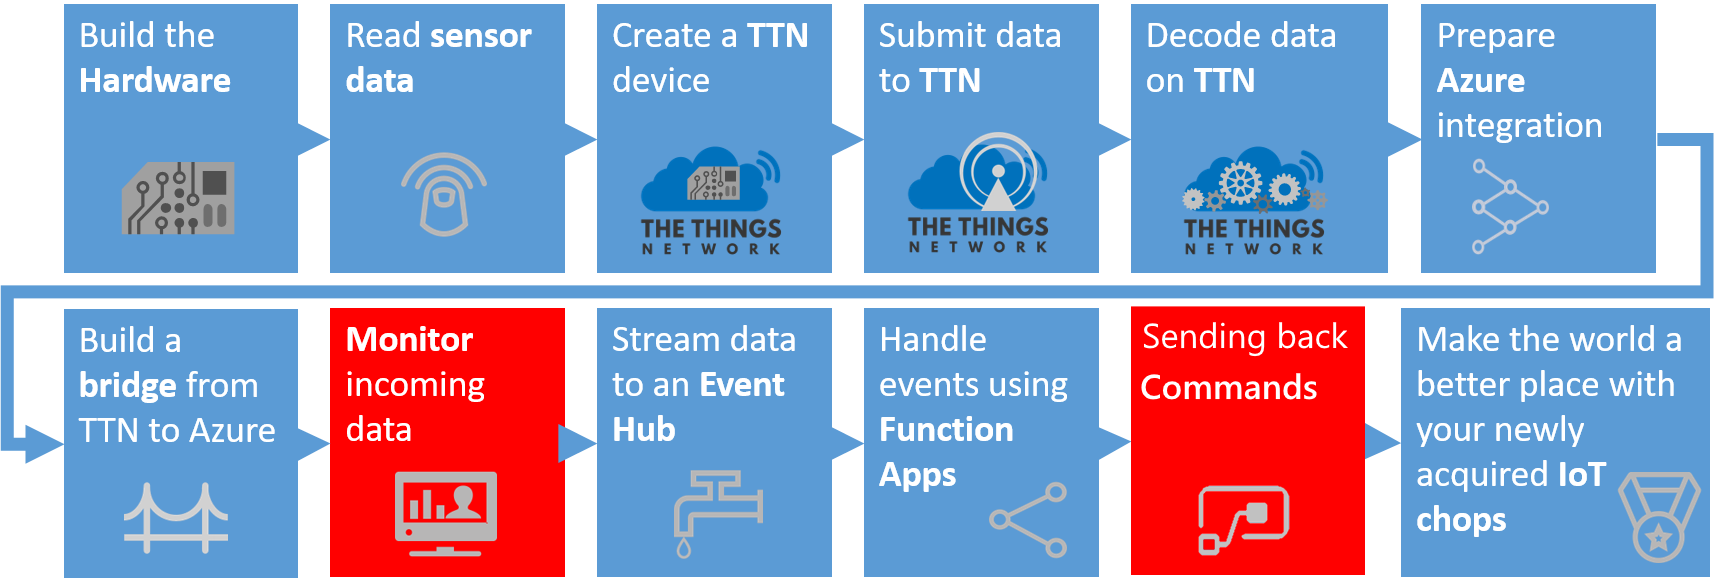 Build the
Hardware
Read sensor
data
Create a TTN
device
THE THINGS
NETWORK
Submit data
to TTN
THE THINGS
NETWORK
Decode data
on TTN
THE THINGS
NETWORK
Prepare
Azure
integration
Build a
bridge from
TTN to Azure
Monitor
incoming
data
Stream data
to an Event
Hub
Handle
events using
Function
Apps
Sending back
Commands
Make the world a
better place with
your newly
acquired IoT
chops